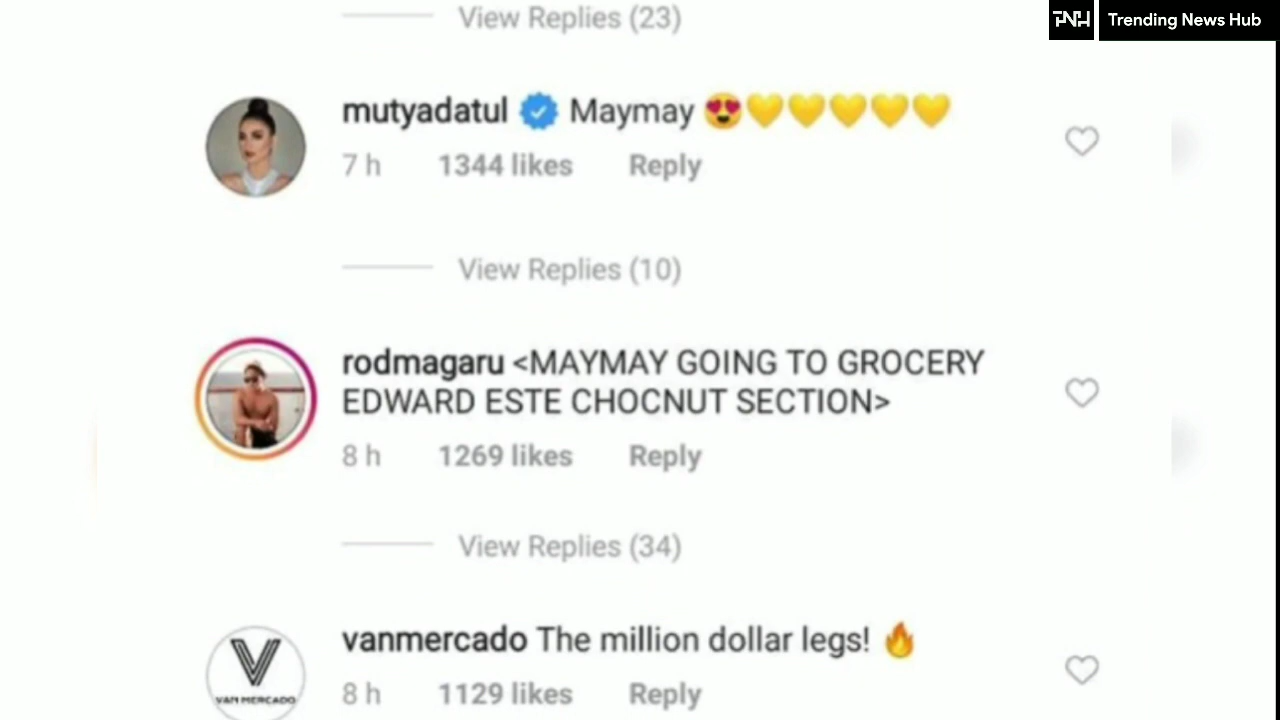 View Replies (23)
TNH Trending News Hub
mutyadatul Maymay 😍💛💛💛💛💛
7 h 1344 likes Reply
View Replies (10)
rodmagaru <MAYMAY GOING TO GROCERY
EDWARD ESTE CHOCNUT SECTION>
8 h 1269 likes Reply
View Replies (34)
vanmercado The million dollar legs! 🔥
VAN MERCADO
8 h 1129 likes Reply